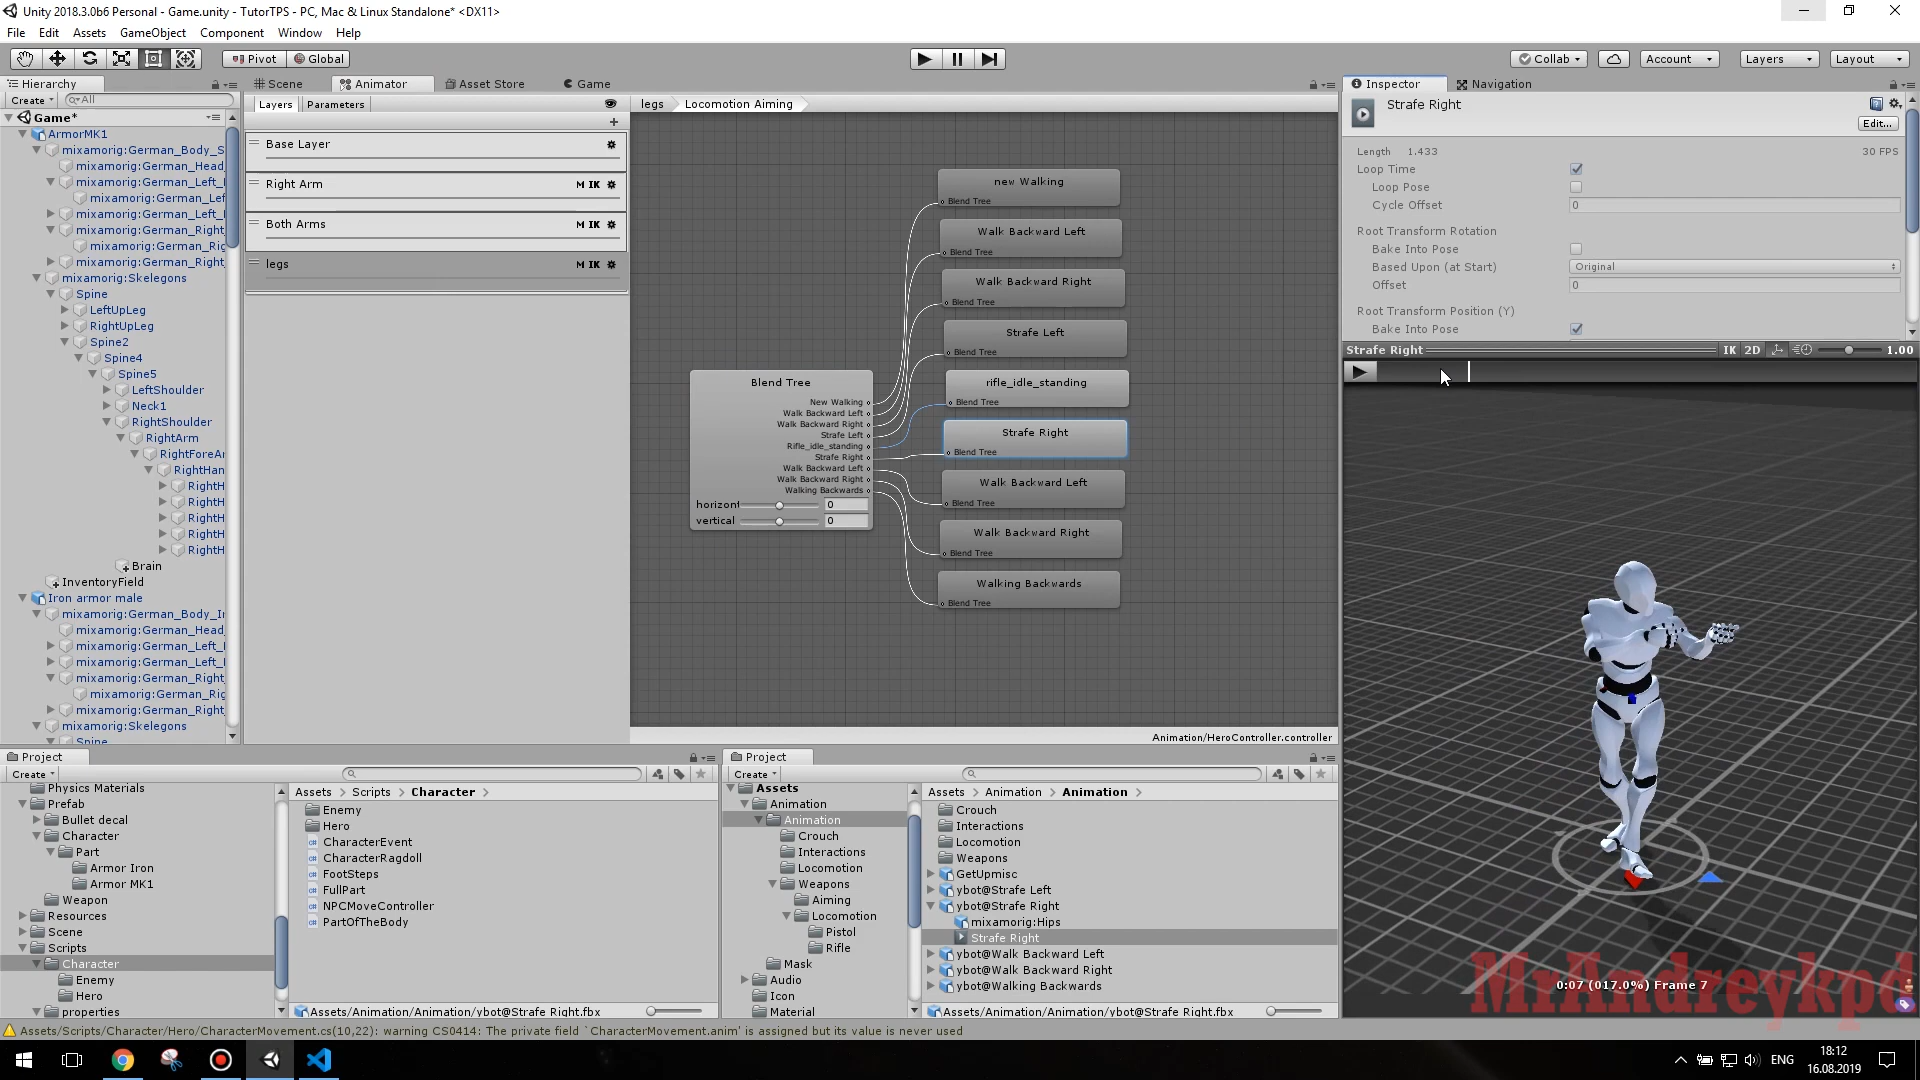 Unity 2018.3.0b6 Personal - Game.unity - TutorTPS - PC, Mac & Linux Standalone* <DX11>
File Edit Assets GameObject Component Window Help
Pivot Global
Collab Account Layers Layout
Hierarchy
Create All
Game*
ArmorMK1
mixamorig:German_Body_S
mixamorig:German_Head_
mixamorig:German_Left_
mixamorig:German_Lef
mixamorig:German_Left_
mixamorig:German_Right_
mixamorig:German_Rig
mixamorig:German_Right_
mixamorig:Skelegons
Spine
LeftUpLeg
RightUpLeg
Spine2
Spine4
Spine5
LeftShoulder
Neck1
RightShoulder
RightArm
RightForeAr
RightHan
RightH
RightH
RightH
RightH
RightH
Brain
InventoryField
Iron armor male
mixamorig:German_Body_Ir
mixamorig:German_Head_
mixamorig:German_Left_
mixamorig:German_Left_
mixamorig:German_Right_
mixamorig:German_Rig
mixamorig:German_Right_
mixamorig:Skelegons
Spine
Scene Animator Asset Store Game
Layers Parameters
Base Layer
Right Arm M IK
Both Arms M IK
legs M IK
legs Locomotion Aiming
new Walking
Blend Tree
Walk Backward Left
Blend Tree
Walk Backward Right
Blend Tree
Strafe Left
Blend Tree
rifle_idle_standing
Blend Tree
Strafe Right
Blend Tree
Walk Backward Left
Blend Tree
Walk Backward Right
Blend Tree
Walking Backwards
Blend Tree
Blend Tree
New Walking
Walk Backward Left
Walk Backward Right
Strafe Left
Rifle_idle_standing
Strafe Right
Walk Backward Left
Walk Backward Right
Walking Backwards
horizont 0
vertical 0
Animation/HeroController.controller
Inspector Navigation
Strafe Right
Edit...
Length 1.433 30 FPS
Loop Time
Loop Pose
Cycle Offset 0
Root Transform Rotation
Bake Into Pose
Based Upon (at Start) Original
Offset 0
Root Transform Position (Y)
Bake Into Pose
Strafe Right IK 2D 1.00
0:07 (017.0%) Frame 7
MrAndreykpd
Project
Create
Physics Materials
Prefab
Bullet decal
Character
Part
Armor Iron
Armor MK1
Weapon
Resources
Scene
Scripts
Character
Enemy
Hero
properties
Assets > Scripts > Character >
Enemy
Hero
CharacterEvent
CharacterRagdoll
FootSteps
FullPart
NPCMoveController
PartOfTheBody
Assets/Animation/Animation/ybot@Strafe Right.fbx
Project
Create
Assets
Animation
Animation
Crouch
Interactions
Locomotion
Weapons
Aiming
Locomotion
Pistol
Rifle
Mask
Audio
Icon
Material
Assets > Animation > Animation >
Crouch
Interactions
Locomotion
Weapons
GetUpmisc
ybot@Strafe Left
ybot@Strafe Right
mixamorig:Hips
Strafe Right
ybot@Walk Backward Left
ybot@Walk Backward Right
ybot@Walking Backwards
Assets/Animation/Animation/ybot@Strafe Right.fbx
Assets/Scripts/Character/Hero/CharacterMovement.cs(10,22): warning CS0414: The private field `CharacterMovement.anim' is assigned but its value is never used
ENG
18:12
16.08.2019